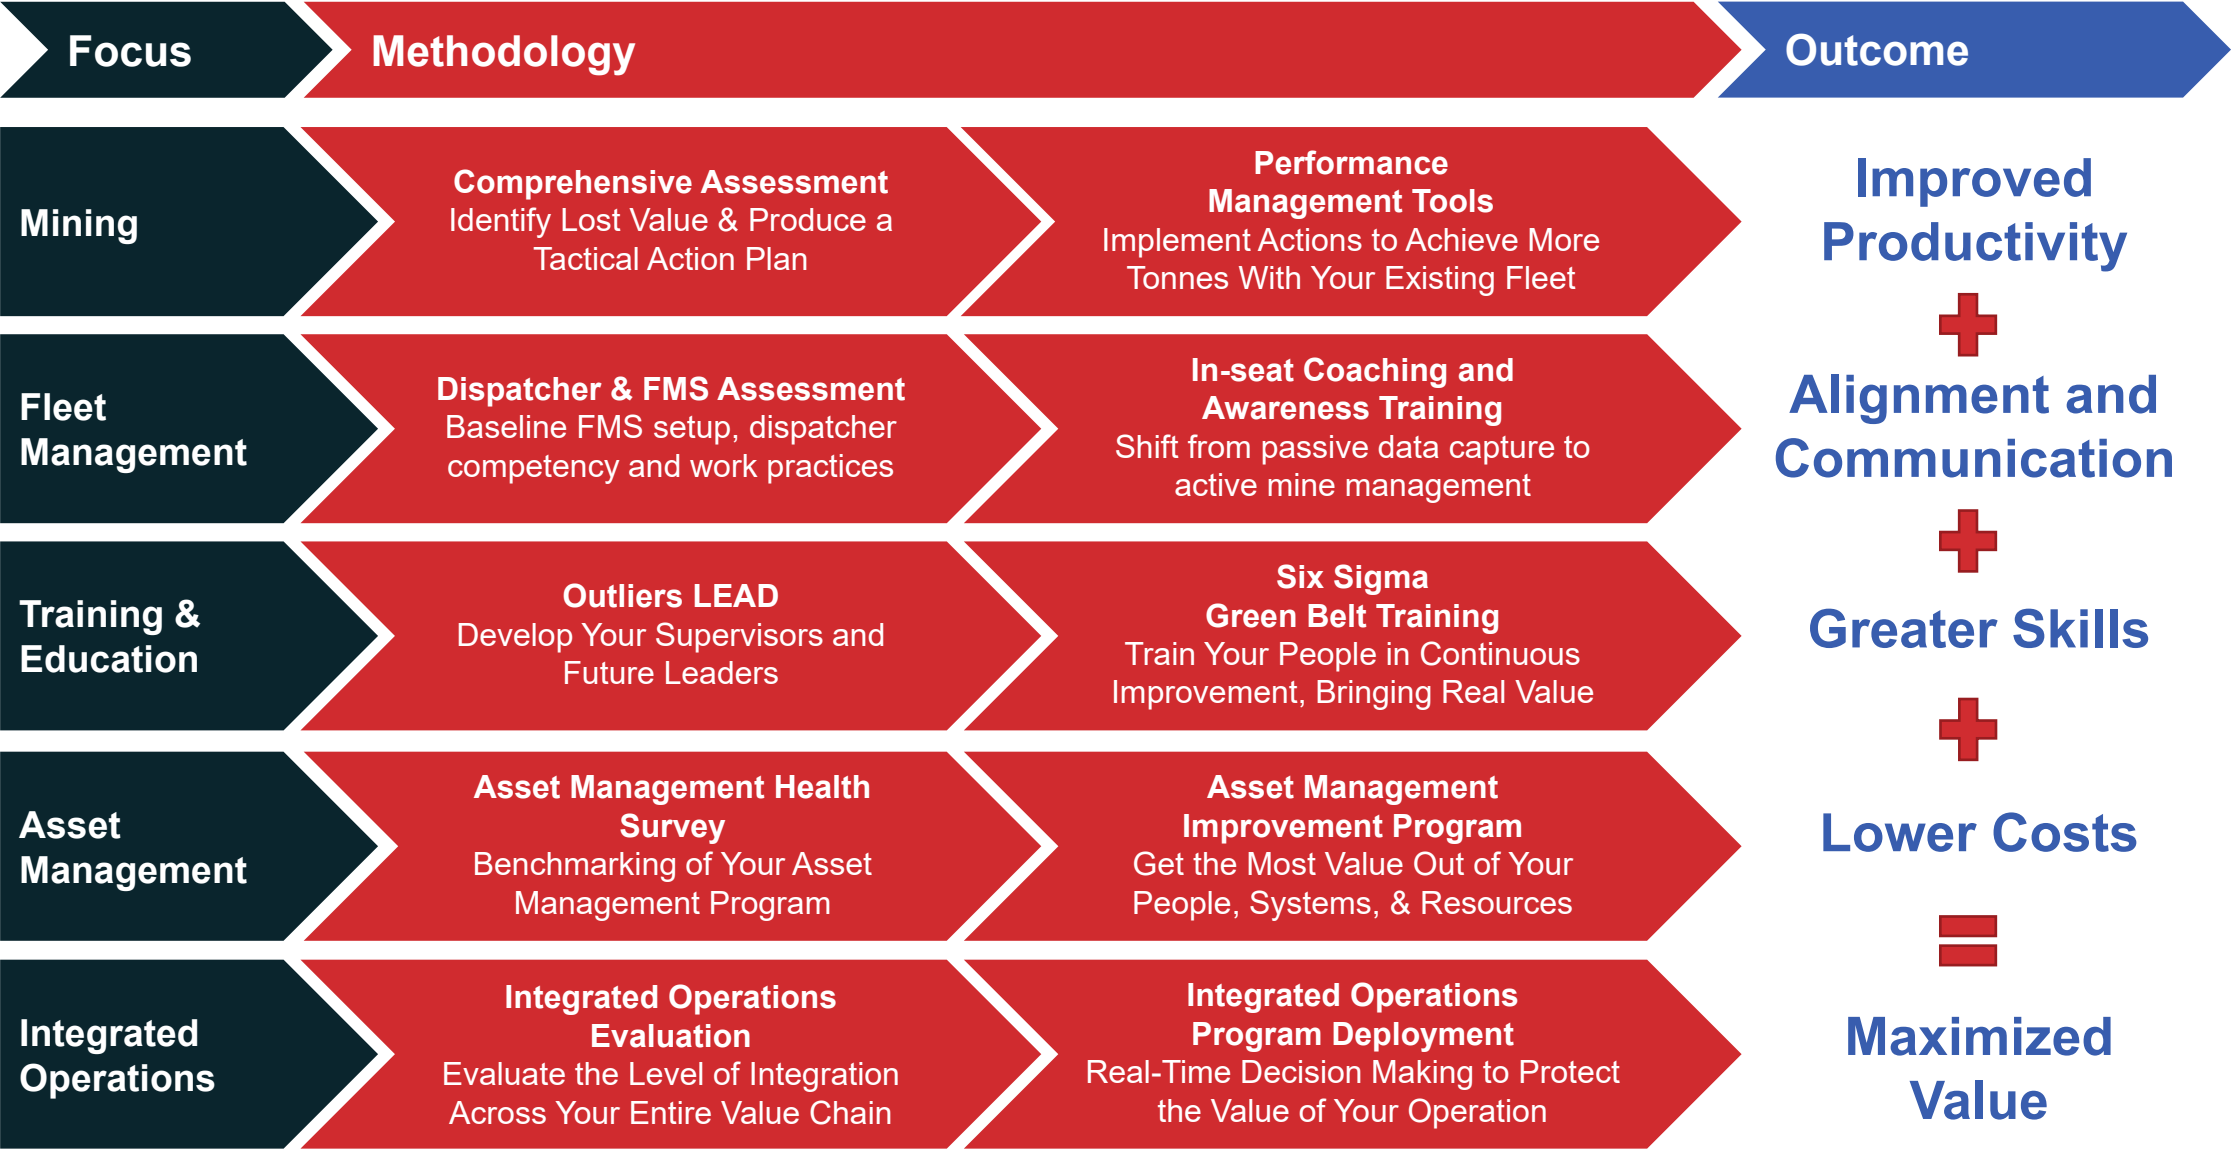 Focus
Methodology
Outcome
Mining
Comprehensive Assessment
Identify Lost Value & Produce a
Tactical Action Plan
Performance
Management Tools
Implement Actions to Achieve More
Tonnes With Your Existing Fleet
Improved
Productivity
Fleet
Management
Dispatcher & FMS Assessment
Baseline FMS setup, dispatcher
competency and work practices
In-seat Coaching and
Awareness Training
Shift from passive data capture to
active mine management
Alignment and
Communication
Training &
Education
Outliers LEAD
Develop Your Supervisors and
Future Leaders
Six Sigma
Green Belt Training
Train Your People in Continuous
Improvement, Bringing Real Value
Greater Skills
Asset
Management
Asset Management Health
Survey
Benchmarking of Your Asset
Management Program
Asset Management
Improvement Program
Get the Most Value Out of Your
People, Systems, & Resources
Lower Costs
Integrated
Operations
Integrated Operations
Evaluation
Evaluate the Level of Integration
Across Your Entire Value Chain
Integrated Operations
Program Deployment
Real-Time Decision Making to Protect
the Value of Your Operation
Maximized
Value